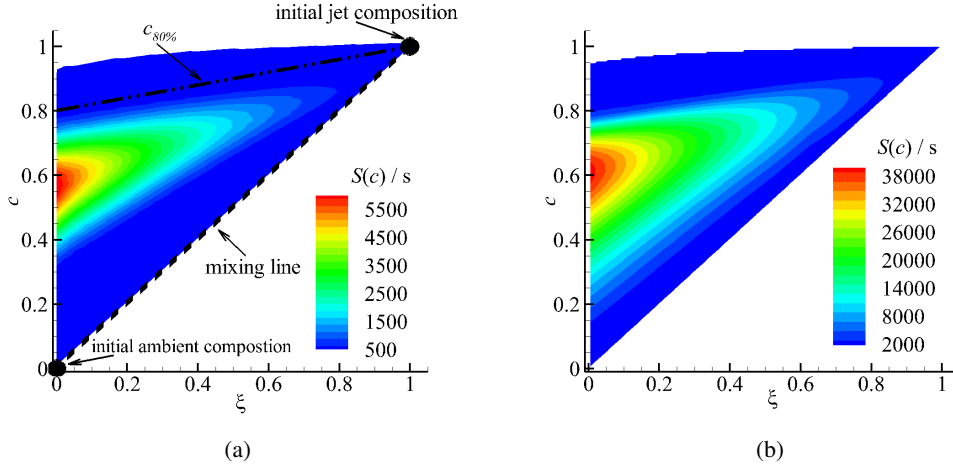 initial jet composition
c80%
1
0.8
0.6
c
0.4
0.2
0
mixing line
initial ambient compostion
S(c) / s
5500
4500
3500
2500
1500
500
0 0.2 0.4 0.6 0.8 1
ξ
(a)
1
0.8
0.6
c
0.4
0.2
0
S(c) / s
38000
32000
26000
20000
14000
8000
2000
0 0.2 0.4 0.6 0.8 1
ξ
(b)